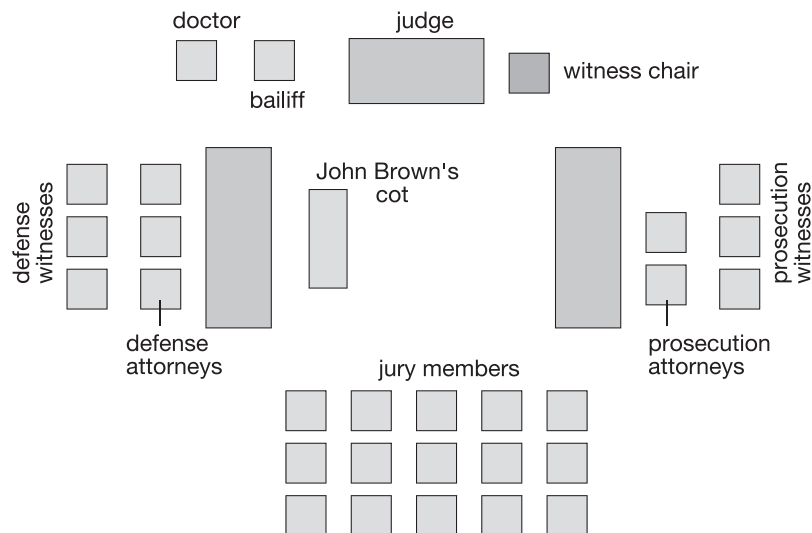 doctor
judge
witness chair
bailiff
John Brown's
cot
defense
witnesses
prosecution
witnesses
defense
attorneys
prosecution
attorneys
jury members